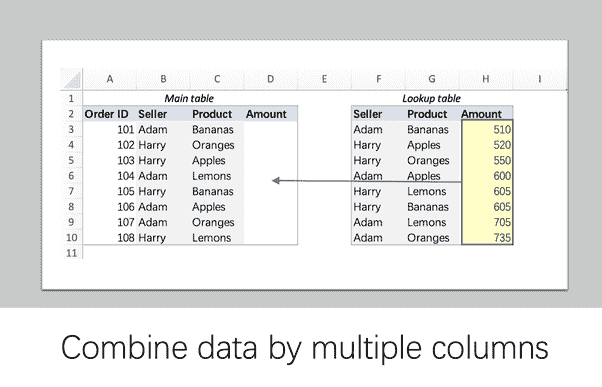 A B C D E F G H I
1 Main table Lookup table
2 Order ID Seller Product Amount Seller Product Amount
3 101 Adam Bananas Adam Bananas 510
4 102 Harry Oranges Harry Apples 520
5 103 Harry Apples Harry Oranges 550
6 104 Adam Lemons Adam Apples 600
7 105 Harry Bananas Harry Lemons 605
8 106 Adam Apples Harry Bananas 605
9 107 Adam Oranges Adam Lemons 705
10 108 Harry Lemons Adam Oranges 735
11
Combine data by multiple columns